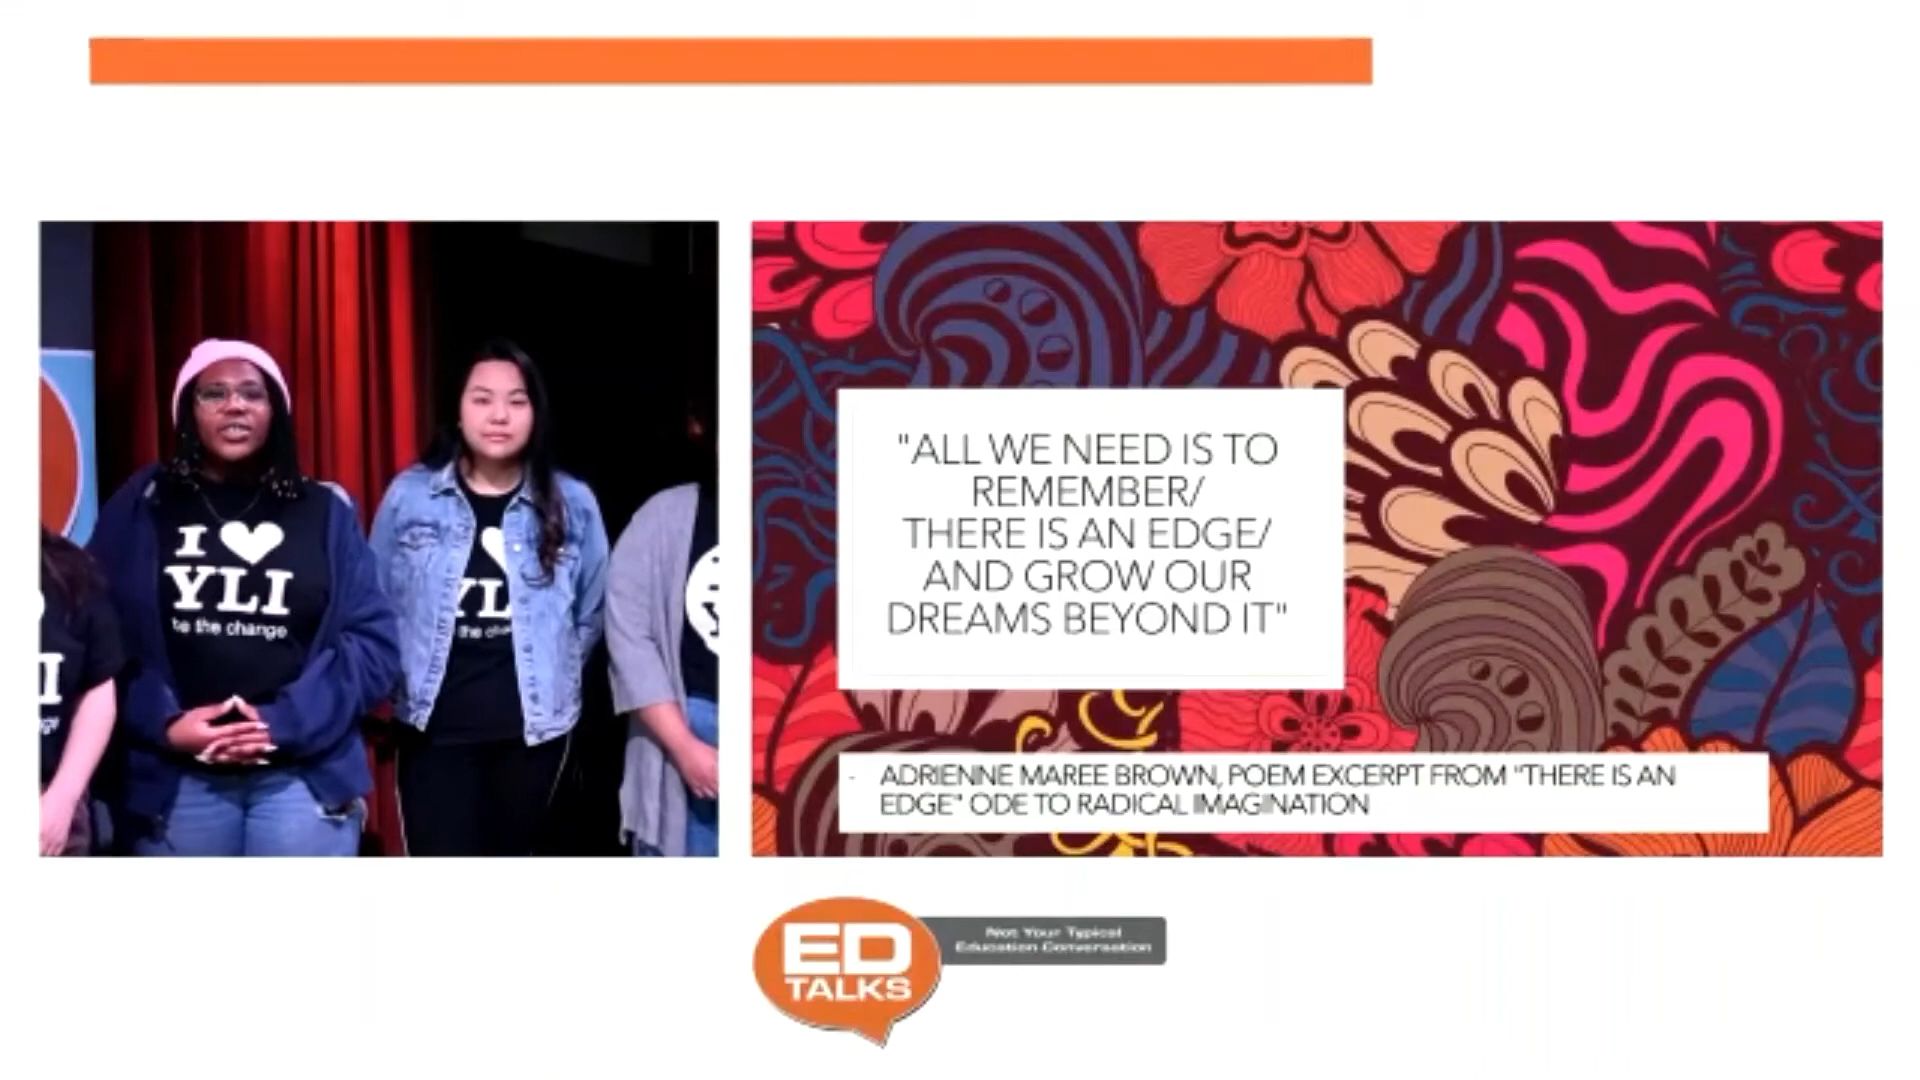 I ♥
YLI
be the change
YL
the
I
"ALL WE NEED IS TO
REMEMBER/
THERE IS AN EDGE/
AND GROW OUR
DREAMS BEYOND IT"
- ADRIENNE MAREE BROWN, POEM EXCERPT FROM "THERE IS AN
EDGE" ODE TO RADICAL IMAGINATION
ED
TALKS
Not Your Typical
Education Conversation